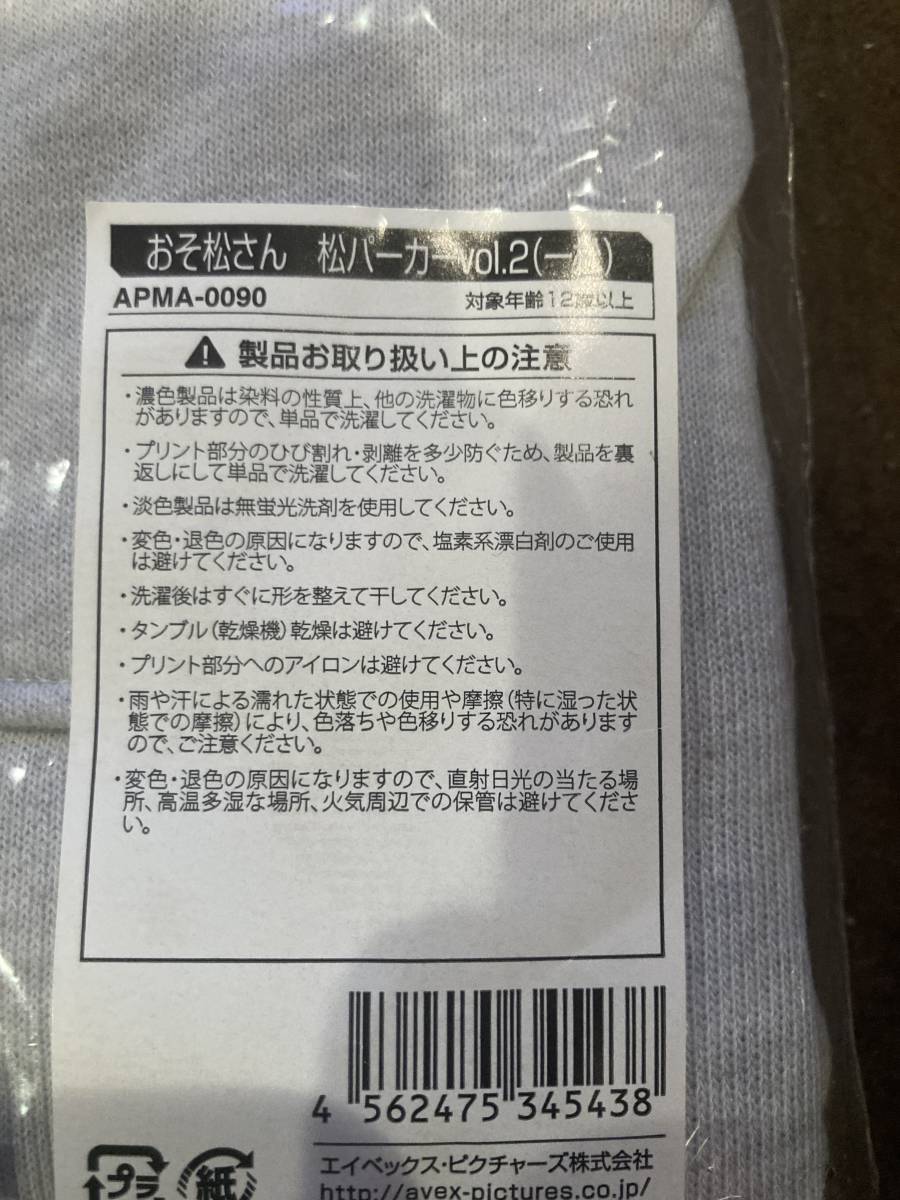 おそ松さん　松パーカーvol.2(一
APMA-0090
対象年齢12歳以上
製品お取り扱い上の注意
・濃色製品は染料の性質上、他の洗濯物に色移りする恐れ
がありますので、単品で洗濯してください。
・プリント部分のひび割れ・剥離を多少防ぐため、製品を裏
返しにして単品で洗濯してください。
・淡色製品は無蛍光洗剤を使用してください。
・変色・退色の原因になりますので、塩素系漂白剤のご使用
は避けてください。
・洗濯後はすぐに形を整えて干してください。
・タンブル(乾燥機)乾燥は避けてください。
・プリント部分へのアイロンは避けてください。
・雨や汗による濡れた状態での使用や摩擦(特に湿った状
態での摩擦)により、色落ちや色移りする恐れがあります
ので、ご注意ください。
・変色・退色の原因になりますので、直射日光の当たる場
所、高温多湿な場所、火気周辺での保管は避けてくださ
い。
4 562475 345438
エイベックス・ピクチャーズ株式会社
http://avex-pictures.co.jp/
プラ
紙